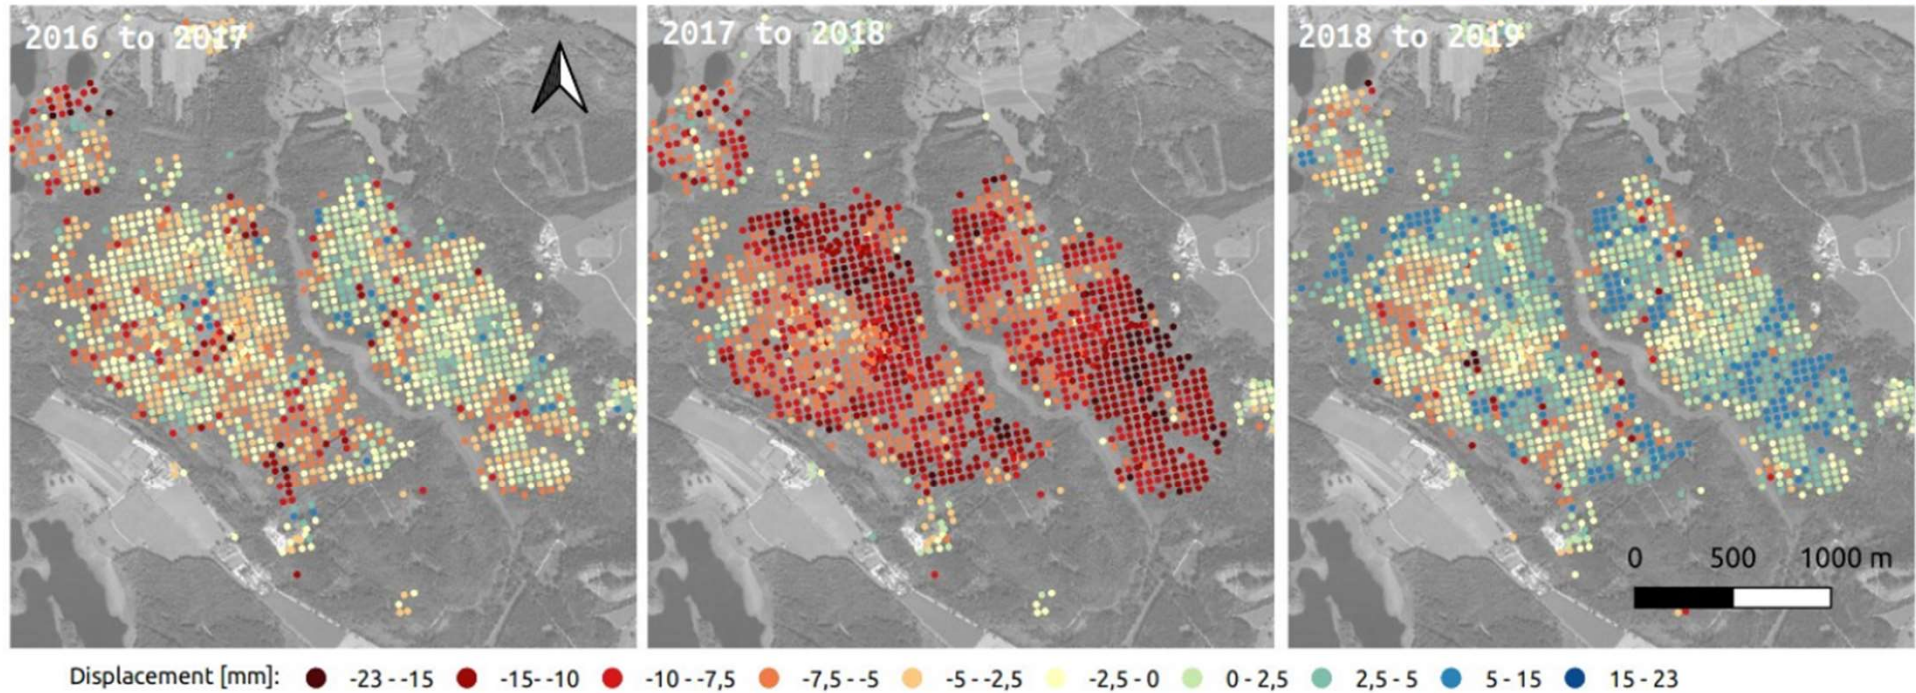 2016 to 2017
2017 to 2018
2018 to 2019
0 500 1000 m
Displacement [mm]: -23 - -15 -15- -10 -10 - -7,5 -7,5 - -5 -5 - -2,5 -2,5 - 0 0 - 2,5 2,5 - 5 5 - 15 15 - 23